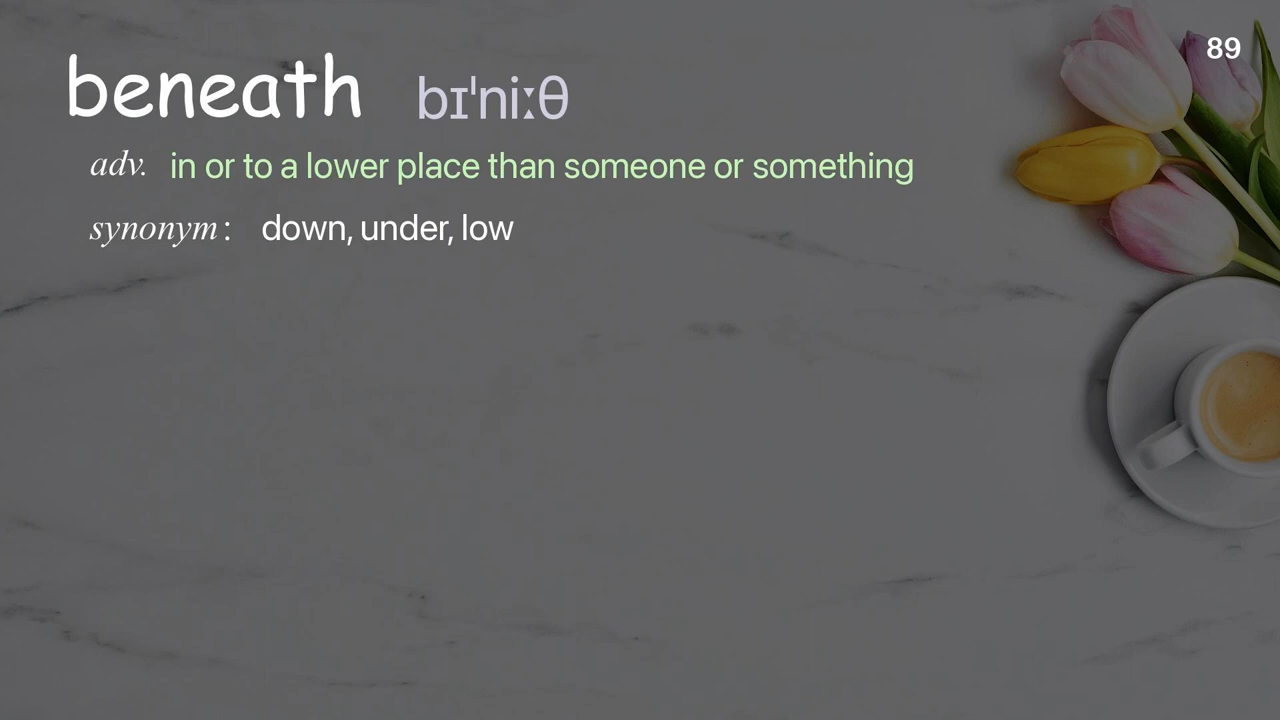 89
beneath bɪˈniːθ
adv. in or to a lower place than someone or something
synonym : down, under, low